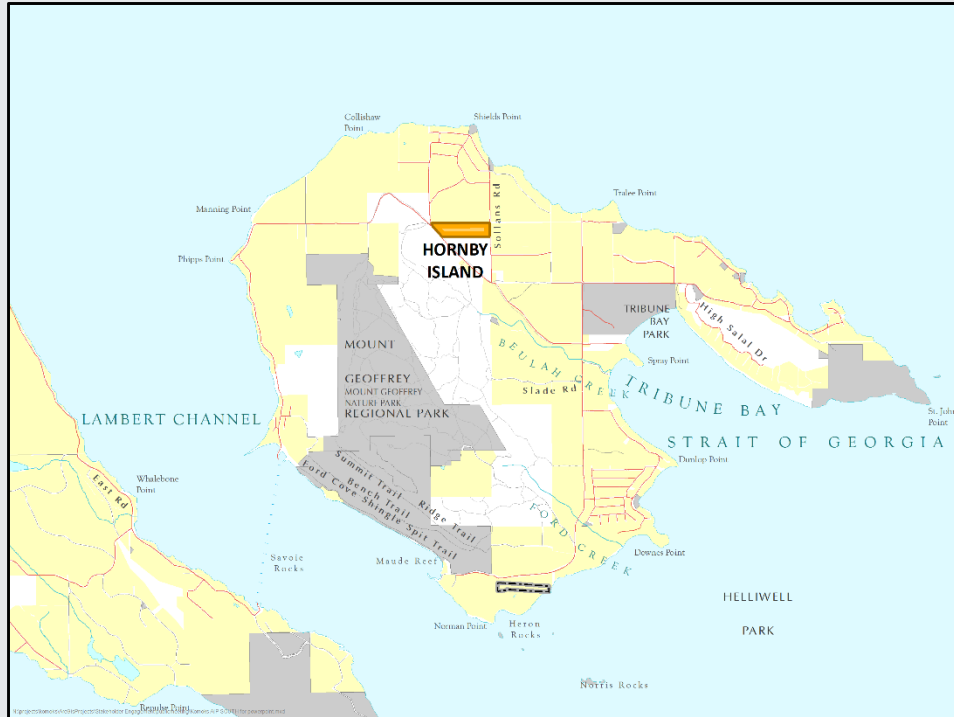 Collishaw
Point
Shields Point
Tralee Point
Manning Point
Sollans Rd
HORNBY
ISLAND
Phipps Point
TRIBUNE
BAY
PARK
High Salal Dr
MOUNT
GEOFFREY
MOUNT GEOFFREY
NATURE PARK
REGIONAL PARK
BEULAH CREEK
Spray Point
Slade Rd
TRIBUNE BAY
LAMBERT CHANNEL
St. John
Point
STRAIT OF GEORGIA
Dunlop Point
Summit Trail
Bench Trail
Ridge Trail
Ford Cove Shingle Spit Trail
Whalebone
Point
East Rd
FORD CREEK
Savoie
Rocks
Maude Reef
Downes Point
HELLIWELL
PARK
Norman Point
Heron
Rocks
Norris Rocks
Repulse Point